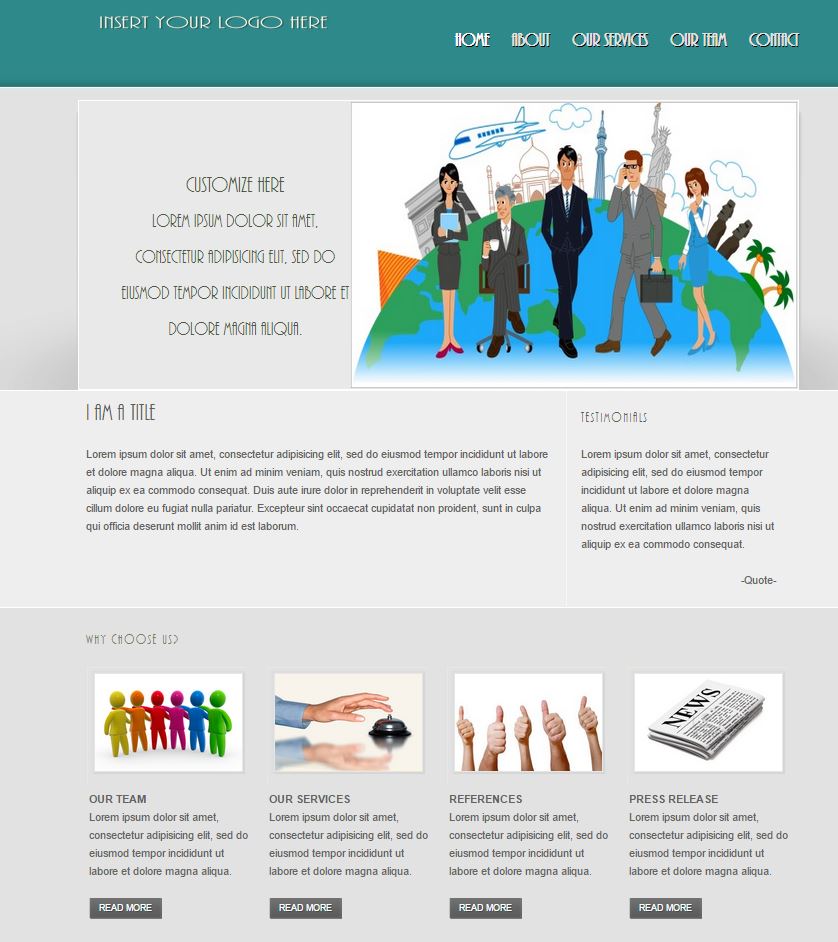 INSERT YOUR LOGO HERE
HOME ABOUT OUR SERVICES OUR TEAM CONTACT
CUSTOMIZE HERE
LOREM IPSUM DOLOR SIT AMET,
CONSECTETUR ADIPISICING ELIT, SED DO
EIUSMOD TEMPOR INCIDIDUNT UT LABORE ET
DOLORE MAGNA ALIQUA.
I AM A TITLE
Lorem ipsum dolor sit amet, consectetur adipisicing elit, sed do eiusmod tempor incididunt ut labore
et dolore magna aliqua. Ut enim ad minim veniam, quis nostrud exercitation ullamco laboris nisi ut
aliquip ex ea commodo consequat. Duis aute irure dolor in reprehenderit in voluptate velit esse
cillum dolore eu fugiat nulla pariatur. Excepteur sint occaecat cupidatat non proident, sunt in culpa
qui officia deserunt mollit anim id est laborum.
TESTIMONIALS
Lorem ipsum dolor sit amet, consectetur
adipisicing elit, sed do eiusmod tempor
incididunt ut labore et dolore magna
aliqua. Ut enim ad minim veniam, quis
nostrud exercitation ullamco laboris nisi ut
aliquip ex ea commodo consequat.
-Quote-
WHY CHOOSE US?
NEWS
OUR TEAM
Lorem ipsum dolor sit amet,
consectetur adipisicing elit, sed do
eiusmod tempor incididunt ut
labore et dolore magna aliqua.
READ MORE
OUR SERVICES
Lorem ipsum dolor sit amet,
consectetur adipisicing elit, sed do
eiusmod tempor incididunt ut
labore et dolore magna aliqua.
READ MORE
REFERENCES
Lorem ipsum dolor sit amet,
consectetur adipisicing elit, sed do
eiusmod tempor incididunt ut
labore et dolore magna aliqua.
READ MORE
PRESS RELEASE
Lorem ipsum dolor sit amet,
consectetur adipisicing elit, sed do
eiusmod tempor incididunt ut
labore et dolore magna aliqua.
READ MORE